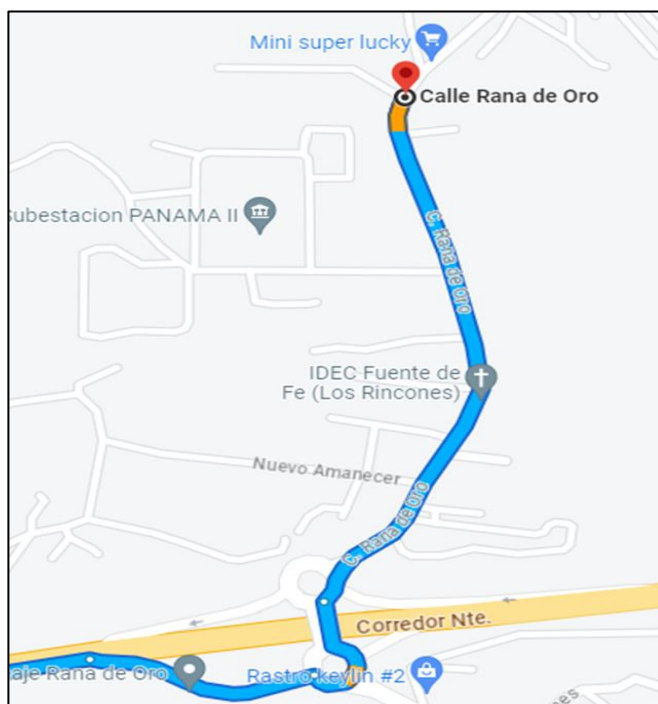 Mini super lucky
Calle Rana de Oro
Subestacion PANAMA II
C. Rana de Oro
IDEC Fuente de
Fe (Los Rincones)
Nuevo Amanecer
C. Rana de Oro
Corredor Nte.
aje Rana de Oro
Rastro keylin #2